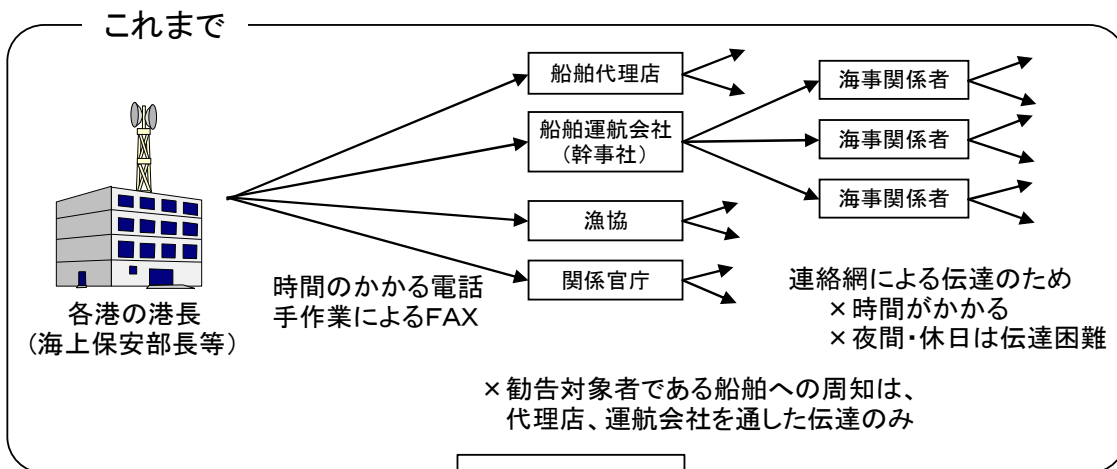 これまで
船舶代理店
船舶運航会社
(幹事社)
漁協
関係官庁
海事関係者
海事関係者
海事関係者
各港の港長
(海上保安部長等)
時間のかかる電話
手作業によるFAX
連絡網による伝達のため
×時間がかかる
×夜間・休日は伝達困難
×勧告対象者である船舶への周知は、
代理店、運航会社を通した伝達のみ